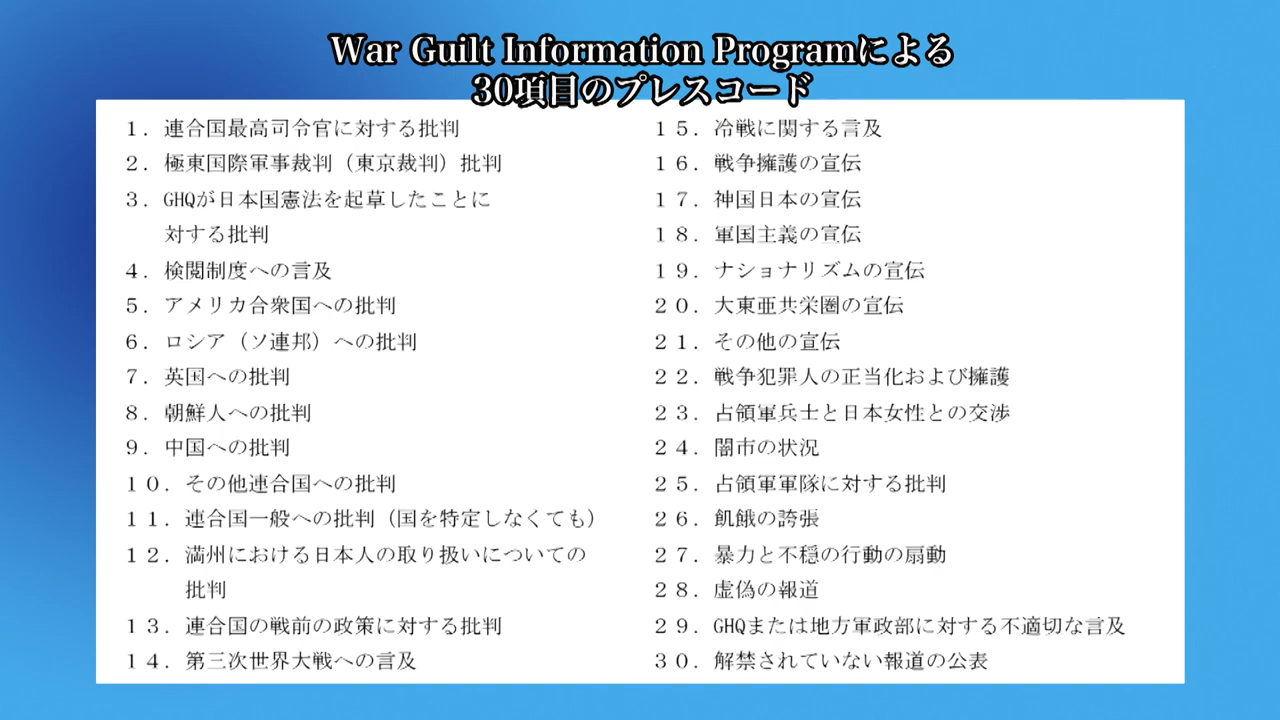 War Guilt Information Programによる
30項目のプレスコード
１．連合国最高司令官に対する批判
２．極東国際軍事裁判（東京裁判）批判
３．GHQが日本国憲法を起草したことに
対する批判
４．検閲制度への言及
５．アメリカ合衆国への批判
６．ロシア（ソ連邦）への批判
７．英国への批判
８．朝鮮人への批判
９．中国への批判
１０．その他連合国への批判
１１．連合国一般への批判（国を特定しなくても）
１２．満州における日本人の取り扱いについての
批判
１３．連合国の戦前の政策に対する批判
１４．第三次世界大戦への言及
１５．冷戦に関する言及
１６．戦争擁護の宣伝
１７．神国日本の宣伝
１８．軍国主義の宣伝
１９．ナショナリズムの宣伝
２０．大東亜共栄圏の宣伝
２１．その他の宣伝
２２．戦争犯罪人の正当化および擁護
２３．占領軍兵士と日本女性との交渉
２４．闇市の状況
２５．占領軍軍隊に対する批判
２６．飢餓の誇張
２７．暴力と不穏の行動の扇動
２８．虚偽の報道
２９．GHQまたは地方軍政部に対する不適切な言及
３０．解禁されていない報道の公表